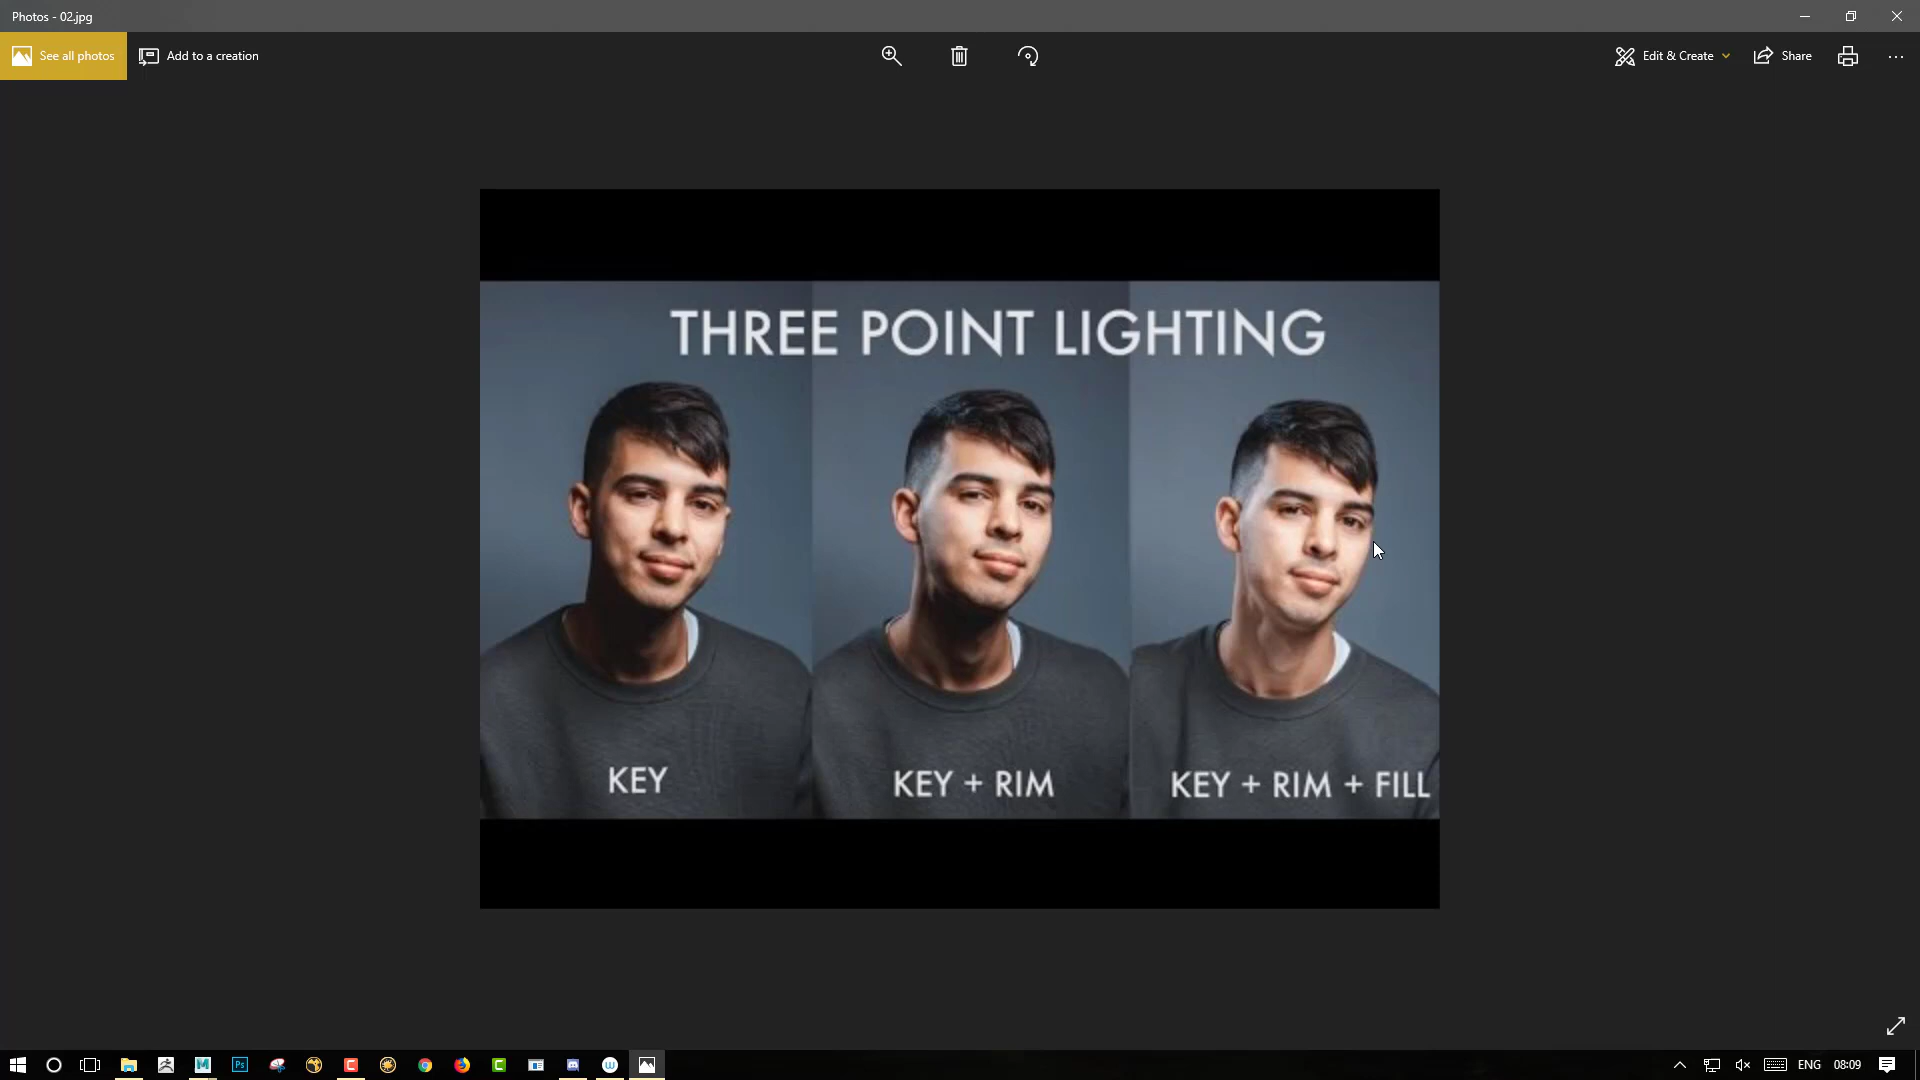 Photos - 02.jpg
See all photos
Add to a creation
Edit & Create
Share
THREE POINT LIGHTING
KEY
KEY + RIM
KEY + RIM + FILL
M
Ps
C
C
w
ENG
08:09